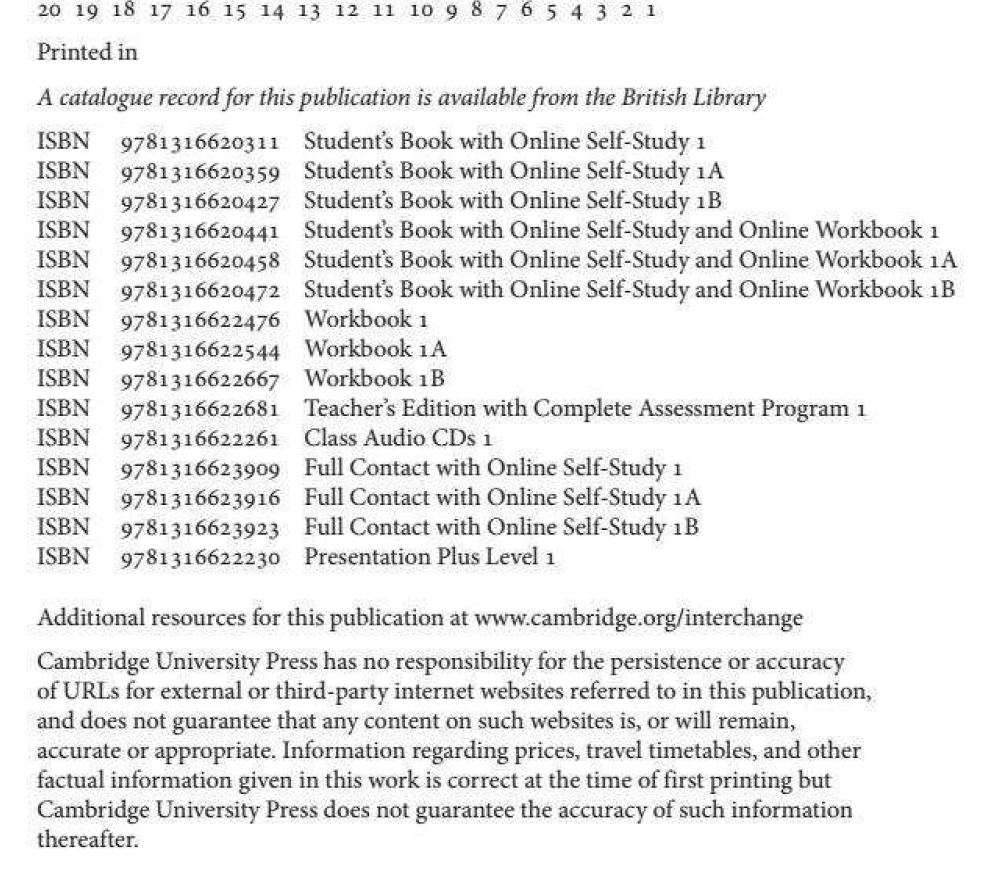 20 19 18 17 16 15 14 13 12 11 10 9 8 7 6 5 4 3 2 1
Printed in
A catalogue record for this publication is available from the British Library
ISBN 9781316620311 Student's Book with Online Self-Study 1
ISBN 9781316620359 Student's Book with Online Self-Study 1A
ISBN 9781316620427 Student's Book with Online Self-Study 1B
ISBN 9781316620441 Student's Book with Online Self-Study and Online Workbook 1
ISBN 9781316620458 Student's Book with Online Self-Study and Online Workbook 1A
ISBN 9781316620472 Student's Book with Online Self-Study and Online Workbook 1B
ISBN 9781316622476 Workbook 1
ISBN 9781316622544 Workbook 1A
ISBN 9781316622667 Workbook 1B
ISBN 9781316622681 Teacher's Edition with Complete Assessment Program 1
ISBN 9781316622261 Class Audio CDs 1
ISBN 9781316623909 Full Contact with Online Self-Study 1
ISBN 9781316623916 Full Contact with Online Self-Study 1A
ISBN 9781316623923 Full Contact with Online Self-Study 1B
ISBN 9781316622230 Presentation Plus Level 1
Additional resources for this publication at www.cambridge.org/interchange
Cambridge University Press has no responsibility for the persistence or accuracy
of URLs for external or third-party internet websites referred to in this publication,
and does not guarantee that any content on such websites is, or will remain,
accurate or appropriate. Information regarding prices, travel timetables, and other
factual information given in this work is correct at the time of first printing but
Cambridge University Press does not guarantee the accuracy of such information
thereafter.